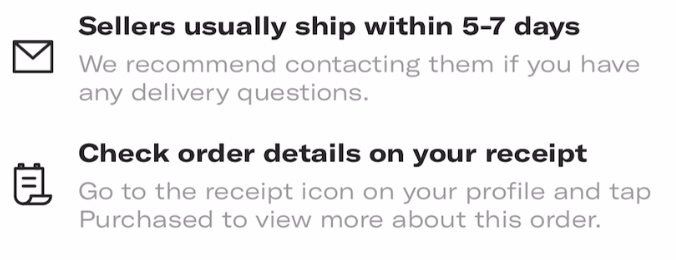 Sellers usually ship within 5-7 days
We recommend contacting them if you have
any delivery questions.
Check order details on your receipt
Go to the receipt icon on your profile and tap
Purchased to view more about this order.